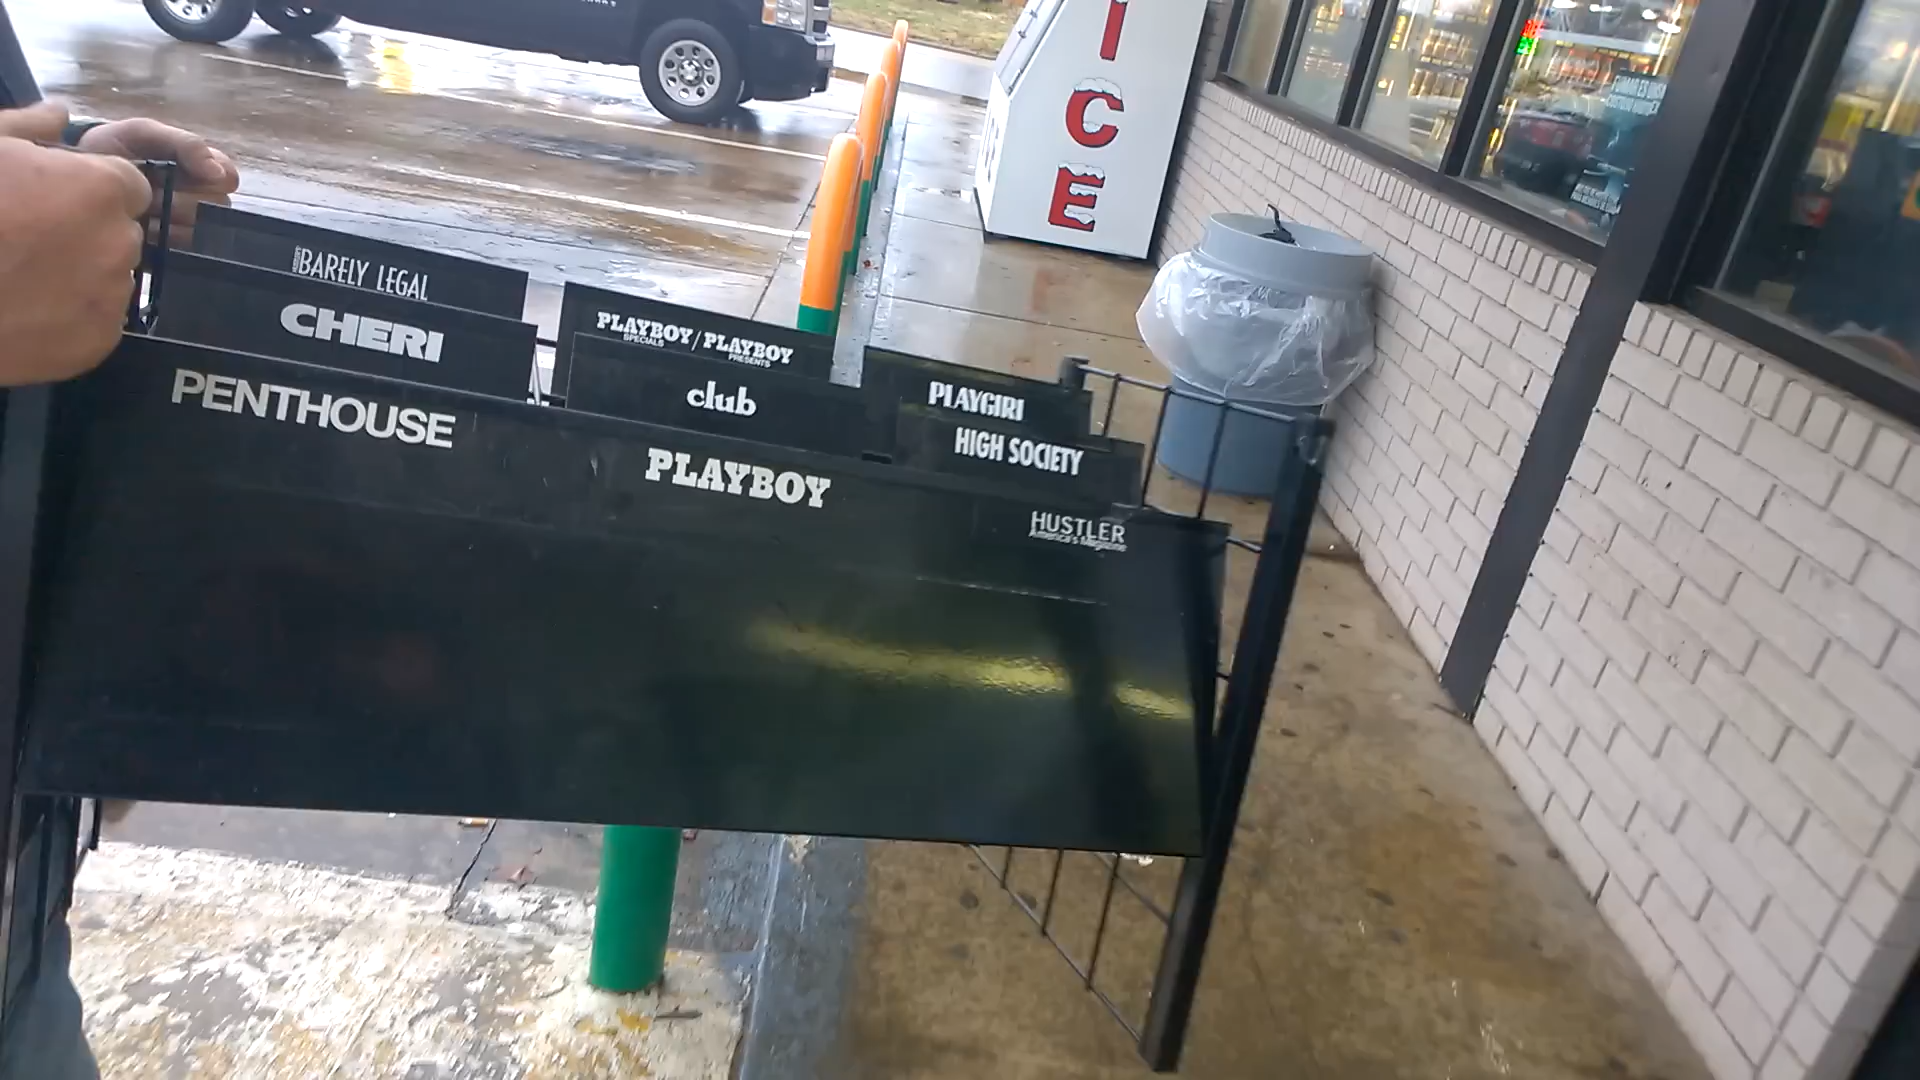 ICE
BARELY LEGAL
CHERI
PENTHOUSE
PLAYBOY / PLAYBOY
SPECIALS PRESENTS
club
PLAYBOY
PLAYGIRL
HIGH SOCIETY
HUSTLER
America's Magazine